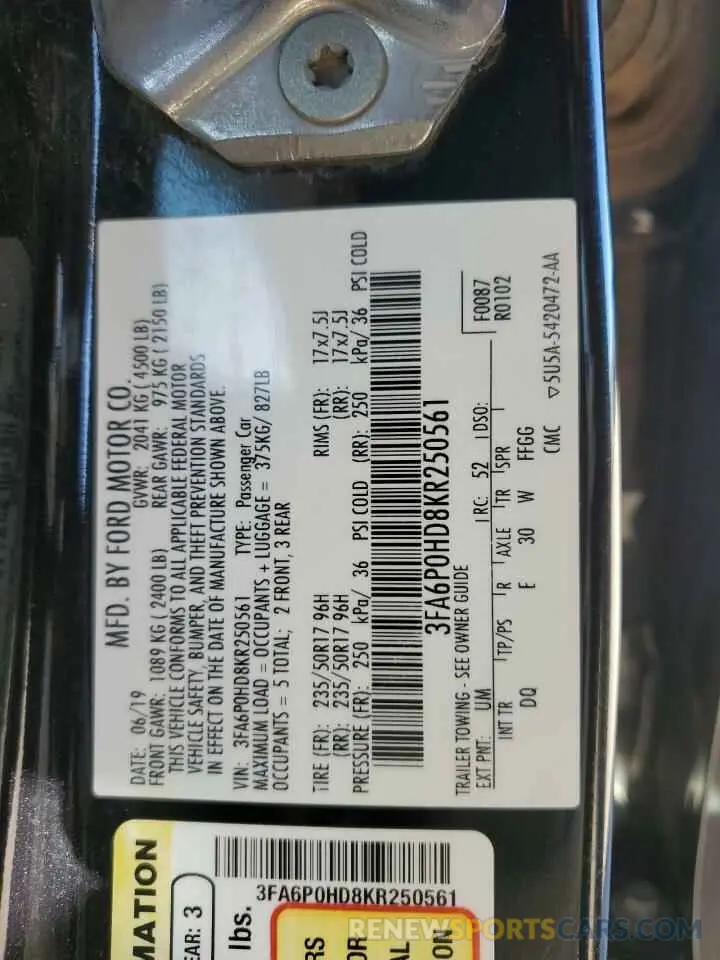 MFD. BY FORD MOTOR CO.
DATE: 06/19 GVWR: 2041 KG ( 4500 LB)
FRONT GAWR: 1089 KG ( 2400 LB) REAR GAWR: 975 KG ( 2150 LB)
THIS VEHICLE CONFORMS TO ALL APPLICABLE FEDERAL MOTOR
VEHICLE SAFETY, BUMPER, AND THEFT PREVENTION STANDARDS
IN EFFECT ON THE DATE OF MANUFACTURE SHOWN ABOVE.
VIN: 3FA6P0HD8KR250561 TYPE: Passenger Car
MAXIMUM LOAD = OCCUPANTS + LUGGAGE = 375KG/ 827LB
OCCUPANTS = 5 TOTAL; 2 FRONT, 3 REAR
TIRE (FR): 235/50R17 96H RIMS (FR): 17x7.5J
(RR): 235/50R17 96H (RR): 17x7.5J
PRESSURE (FR): 250 kPa/ 36 PSI COLD (RR): 250 kPa/ 36 PSI COLD
3FA6P0HD8KR250561
TRAILER TOWING - SEE OWNER GUIDE F0087
EXT PNT: UM RC: 52 DSO: R0102
INT TR TP/PS R AXLE TR SPR
DQ E 30 W FFGG
CMC ▽5U5A-5420472-AA
3FA6P0HD8KR250561
MATION
EAR: 3
lbs.
RS
OR
AL
ON
RENEWSPORTSCARS.COM